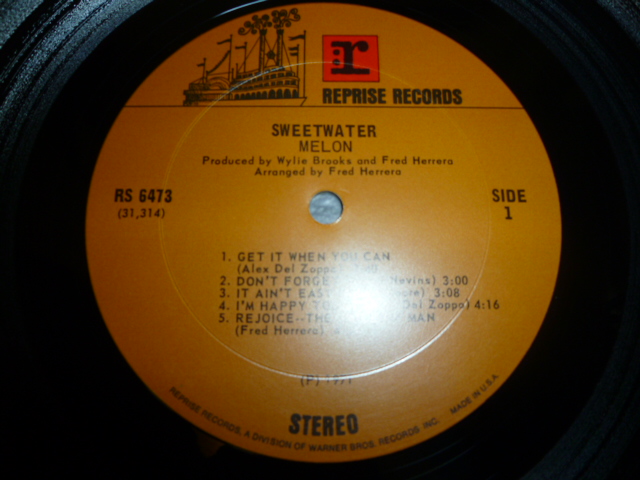 r
REPRISE RECORDS
SWEETWATER
MELON
Produced by Wylie Brooks and Fred Herrera
Arranged by Fred Herrera
RS 6473
(31,314)
SIDE
1
1. GET IT WHEN YOU CAN
(Alex Del Zoppo)
2. DON'T FORGET Nevins) 3:00
3. IT AIN'T EASY 3:08
4. I'M HAPPY Del Zoppo) 4:16
5. REJOICE--THE MAN
(Fred Herrera)
(P)
STEREO
REPRISE RECORDS, A DIVISION OF WARNER BROS. RECORDS INC. MADE IN U.S.A.